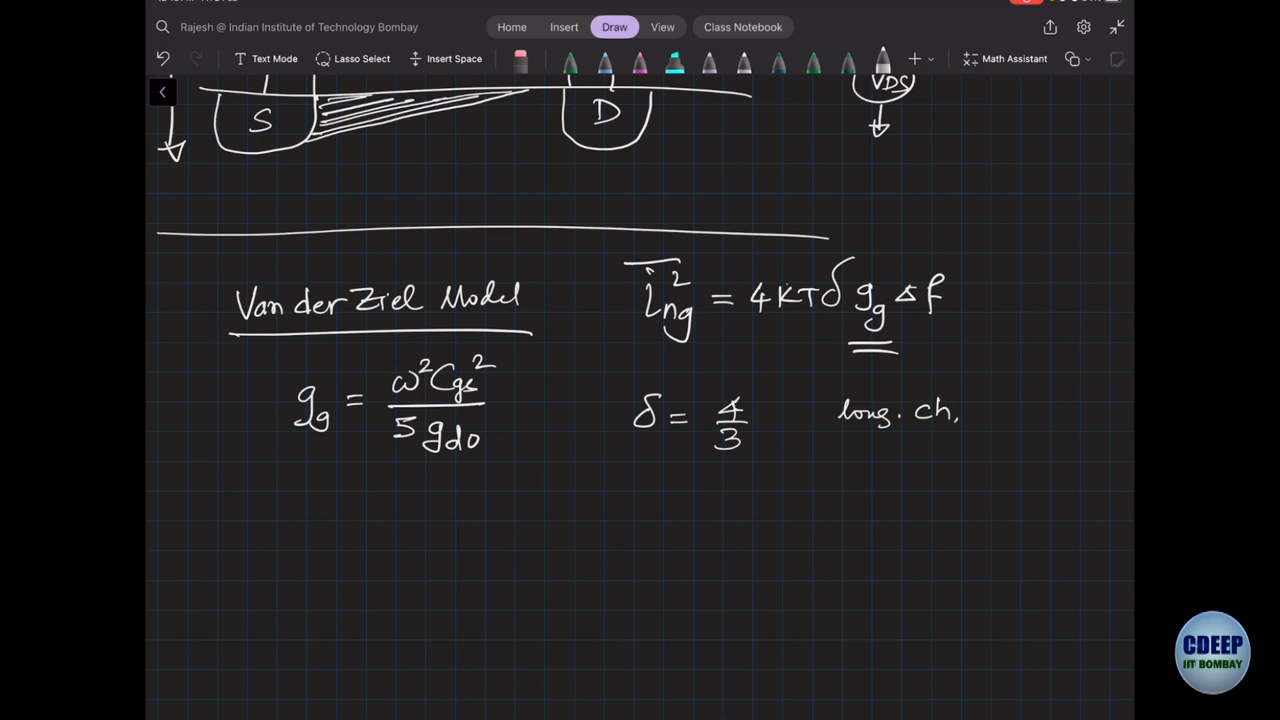 Rajesh @ Indian Institute of Technology Bombay
Home Insert Draw View Class Notebook
Text Mode Lasso Select Insert Space Math Assistant
S D VDS
Van der Ziel Model
i²ng = 4KTδ gg Δf
gg = ω²Cgs² / 5 gdo
δ = 4/3 long. ch.
CDEEP
IIT BOMBAY